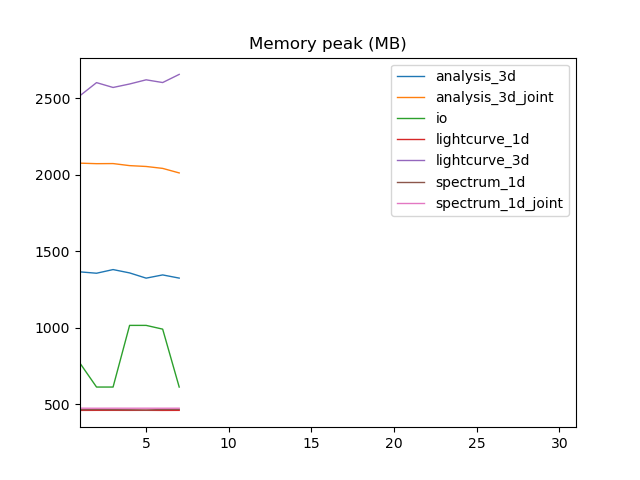 Memory peak (MB)
analysis_3d
analysis_3d_joint
io
lightcurve_1d
lightcurve_3d
spectrum_1d
spectrum_1d_joint
2500
2000
1500
1000
500
5 10 15 20 25 30